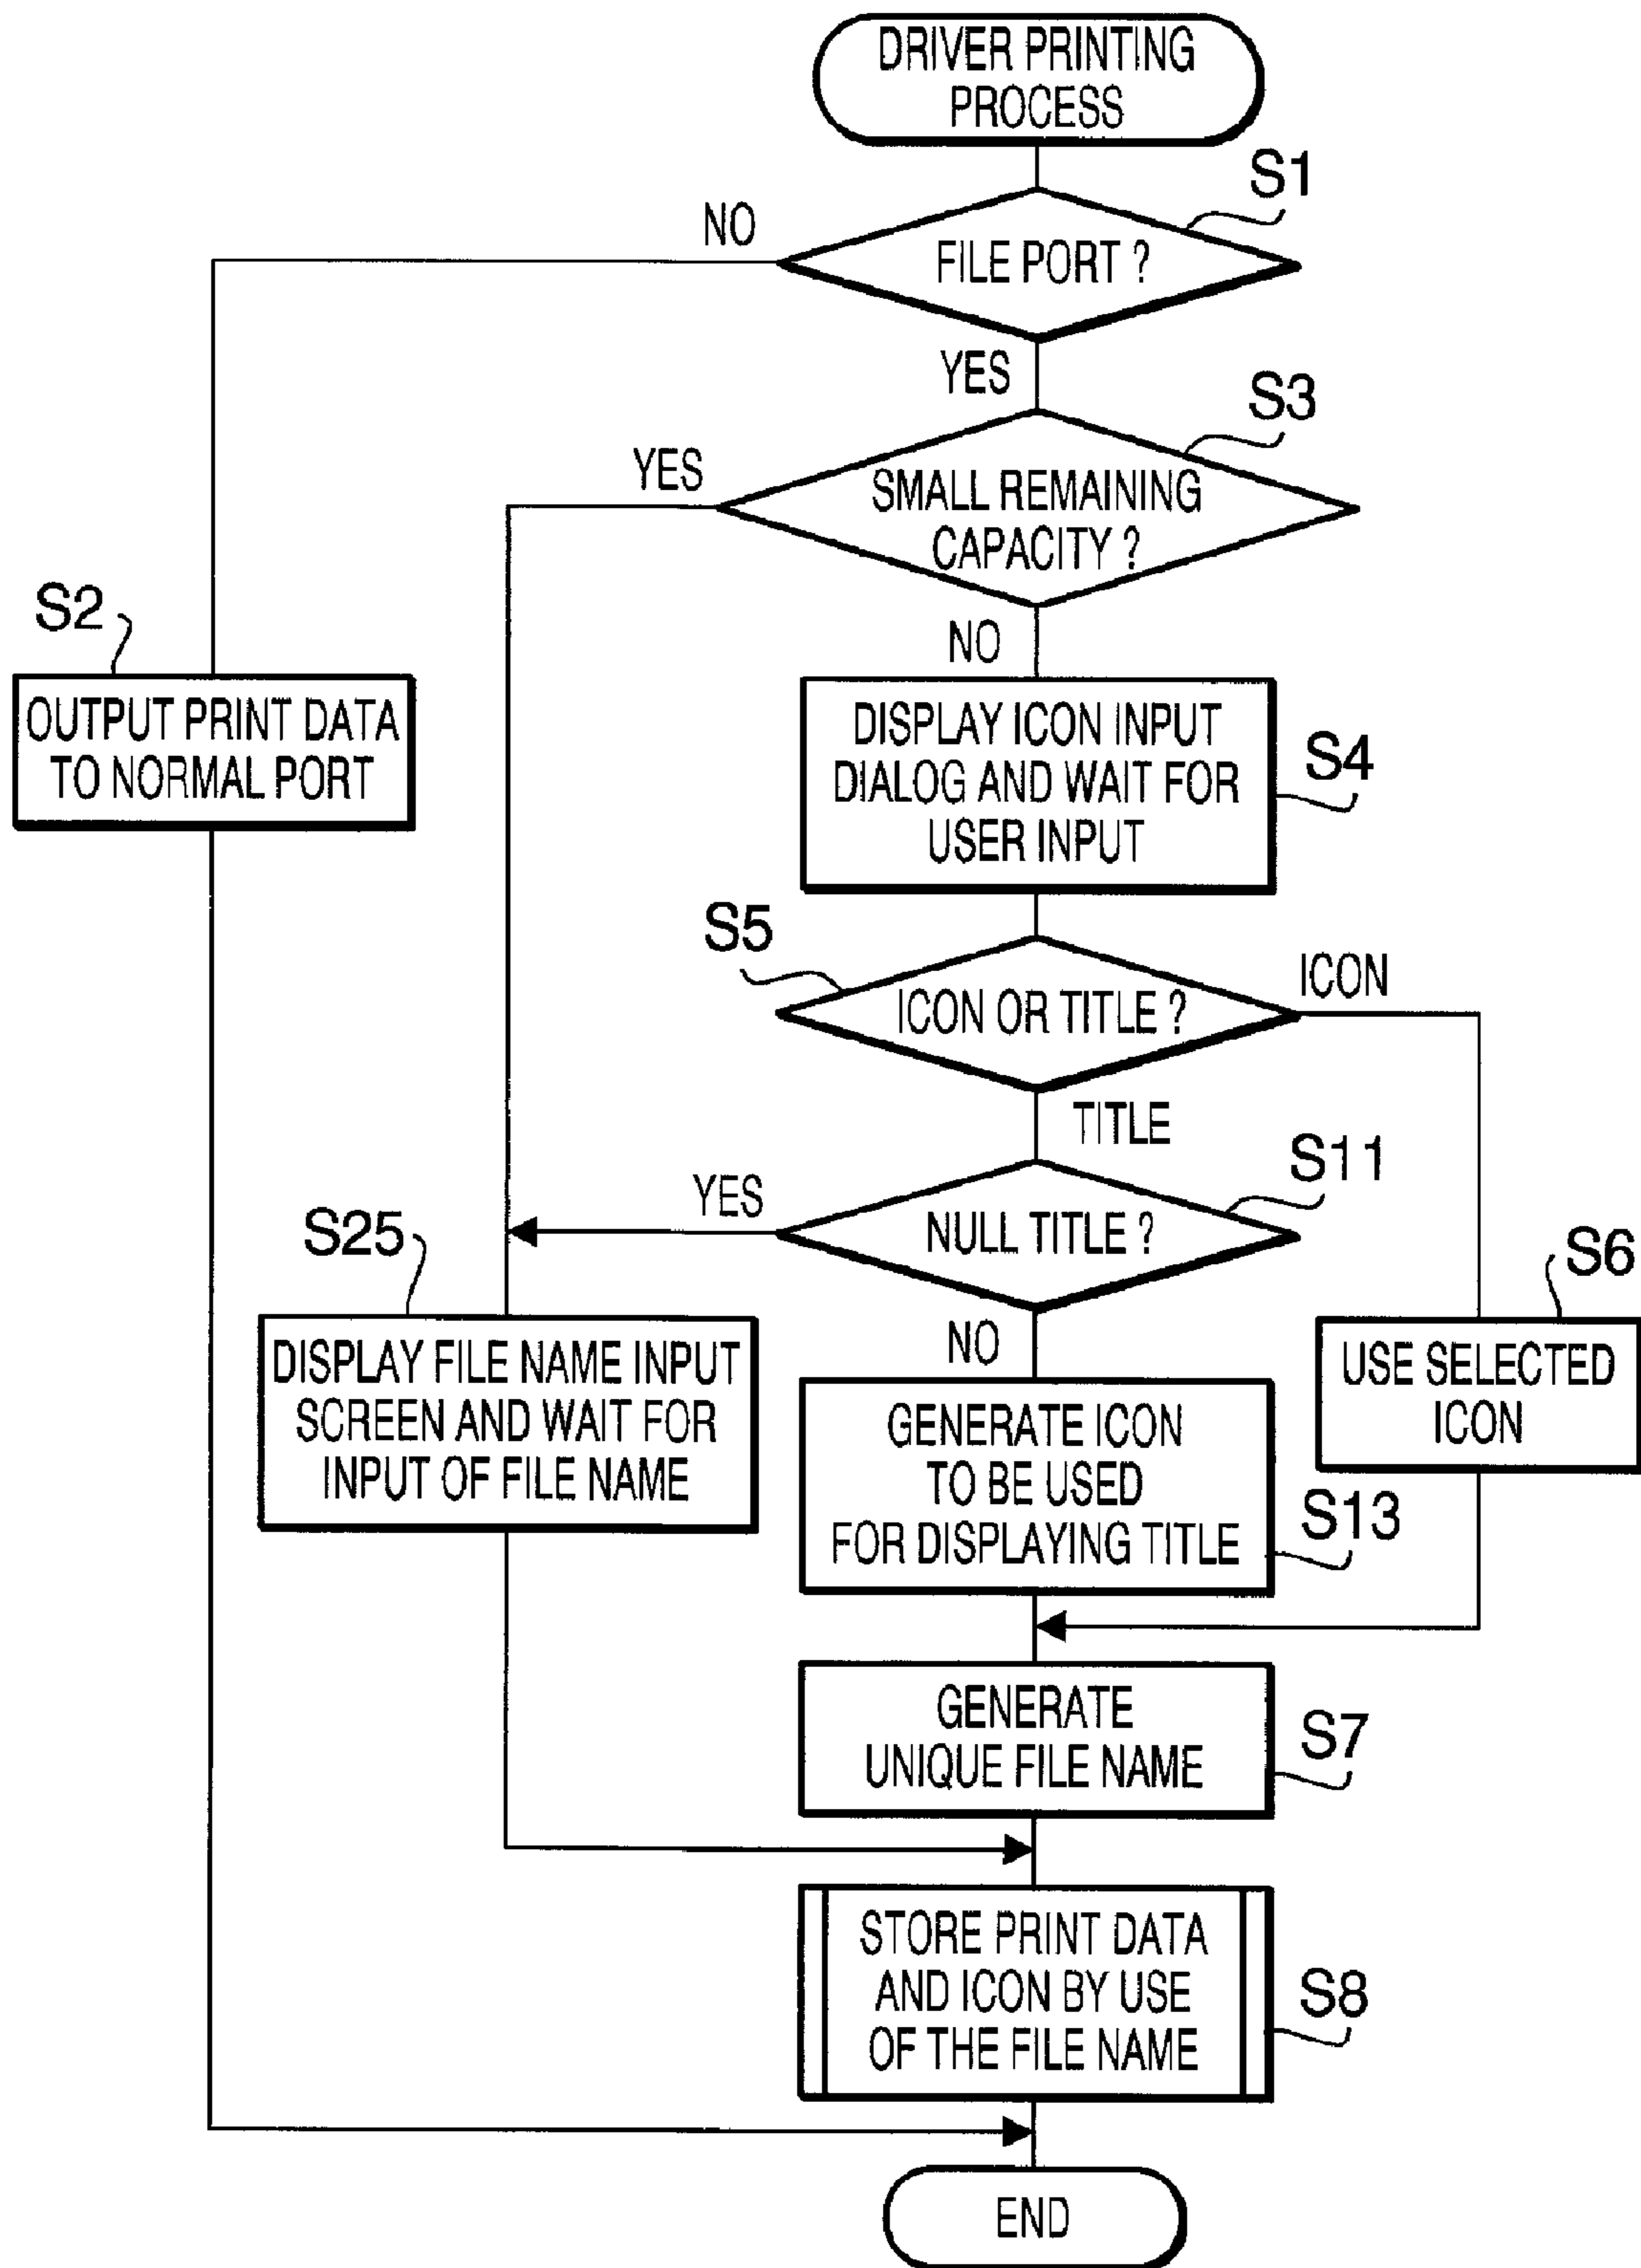 DRIVER PRINTING
PROCESS
S1
NO
FILE PORT ?
YES
S3
YES
SMALL REMAINING
CAPACITY ?
S2
NO
OUTPUT PRINT DATA
TO NORMAL PORT
DISPLAY ICON INPUT
DIALOG AND WAIT FOR
USER INPUT
S4
S5
ICON
ICON OR TITLE ?
TITLE
S11
YES
NULL TITLE ?
S25
S6
NO
DISPLAY FILE NAME INPUT
SCREEN AND WAIT FOR
INPUT OF FILE NAME
USE SELECTED
ICON
GENERATE ICON
TO BE USED
FOR DISPLAYING TITLE
S13
GENERATE
UNIQUE FILE NAME
S7
STORE PRINT DATA
AND ICON BY USE
OF THE FILE NAME
S8
END